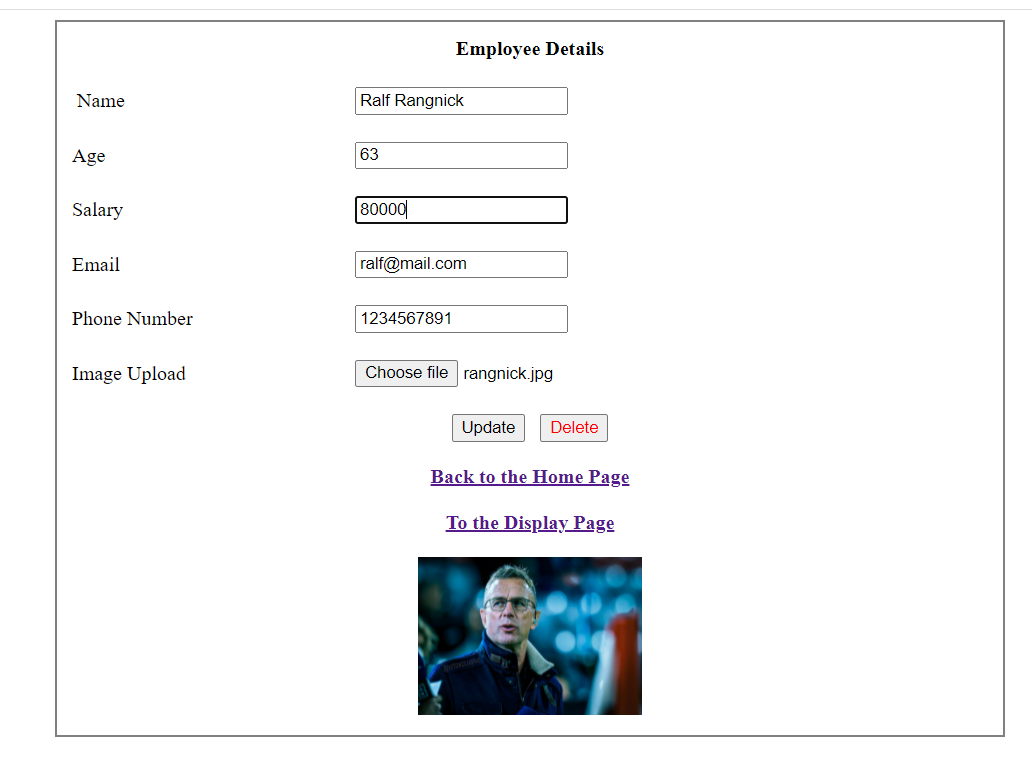 Employee Details
Name Ralf Rangnick
Age 63
Salary 80000
Email ralf@mail.com
Phone Number 1234567891
Image Upload Choose file rangnick.jpg
Update Delete
Back to the Home Page
To the Display Page